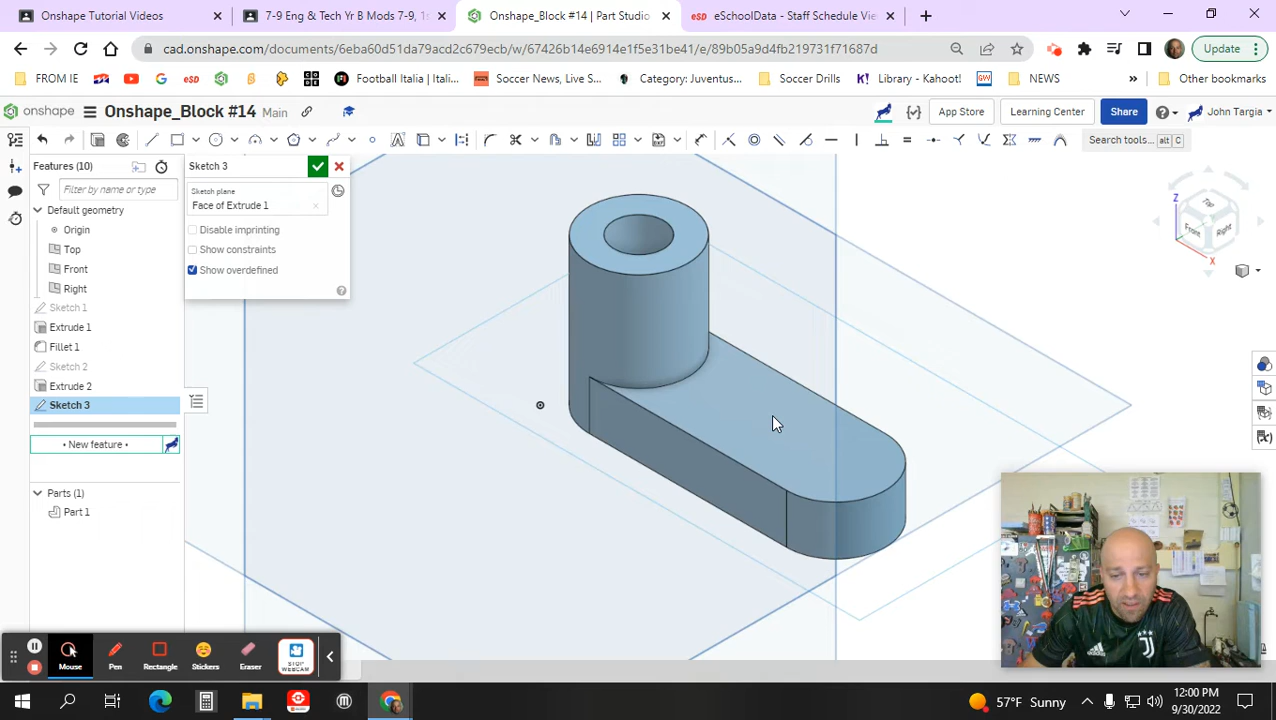 Onshape Tutorial Videos
7-9 Eng & Tech Yr B Mods 7-9, 1:
Onshape_Block #14 | Part Studio
eSD eSchoolData - Staff Schedule Vie
cad.onshape.com/documents/6eba60d51da79acd2c679ecb/w/67426b14e6914e1f5e31be41/e/89b05a9d4fb219731f71687d
Update
FROM IE
eSD
Football Italia | Itali...
Soccer News, Live S...
Category: Juventus...
Library - Kahoot!
GW
Soccer Drills
NEWS
Other bookmarks
onshape
Onshape_Block #14
Main
App Store
Learning Center
Share
John Targia
Search tools...
alt
C
Features (10)
Sketch 3
Filter by name or type
Sketch plane
Face of Extrude 1
Default geometry
Origin
Disable imprinting
Top
Show constraints
Front
Show overdefined
Right
Sketch 1
Extrude 1
Fillet 1
Sketch 2
Extrude 2
Sketch 3
• New feature •
Parts (1)
Part 1
Z
X
Mouse
Pen
Rectangle
Stickers
Eraser
STOP
WEBCAM
adidas
57°F Sunny
12:00 PM
9/30/2022